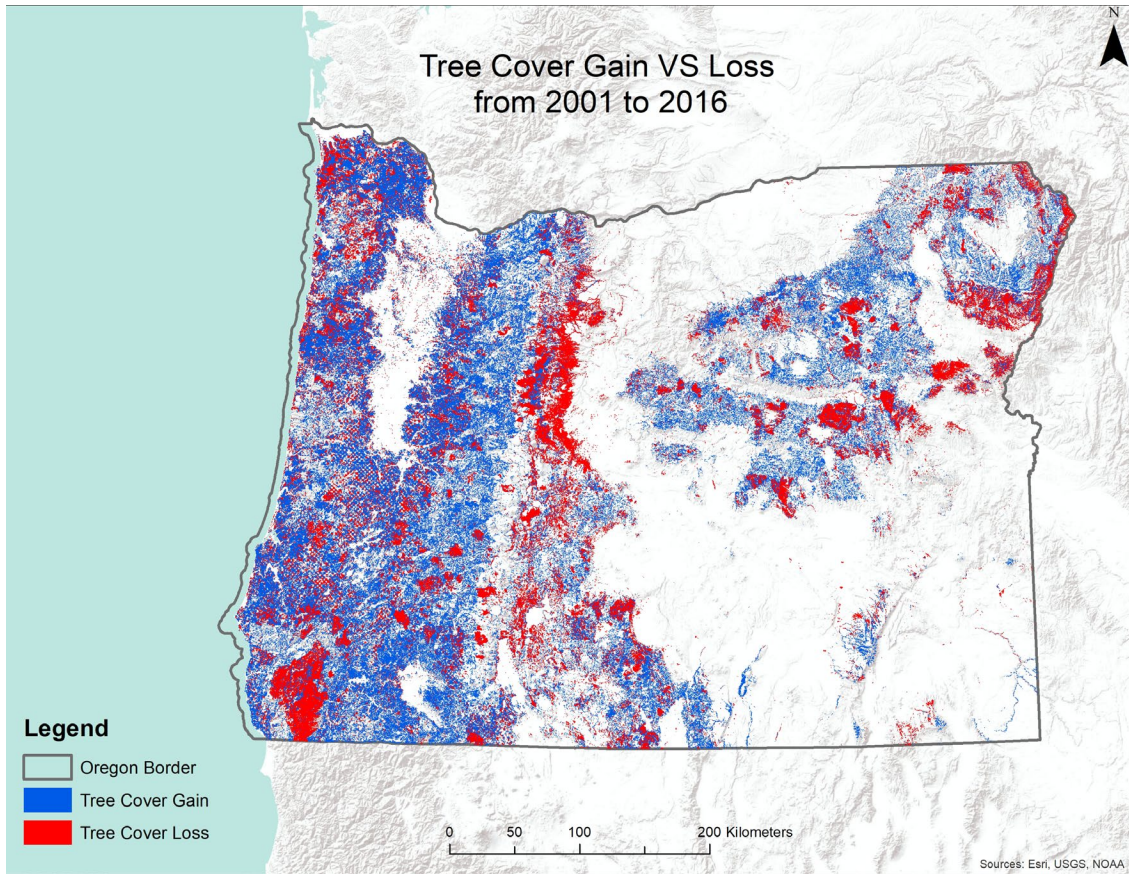 N
Tree Cover Gain VS Loss
from 2001 to 2016
Legend
Oregon Border
Tree Cover Gain
Tree Cover Loss
0 50 100 200 Kilometers
Sources: Esri, USGS, NOAA